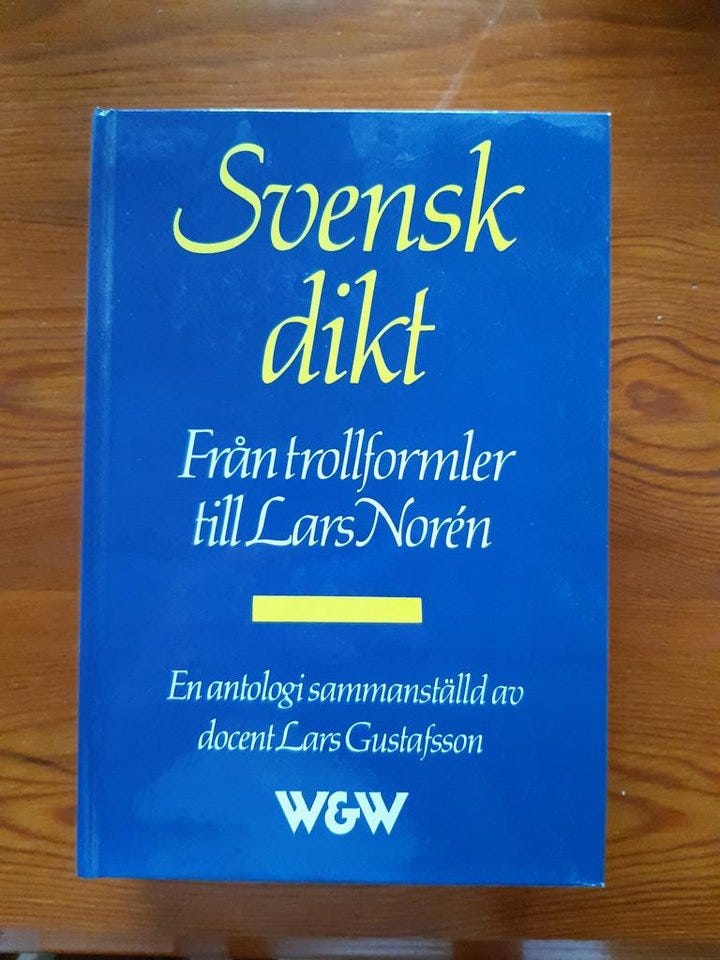 Svensk
dikt
Från trollformler
till Lars Norén
En antologi sammanställd av
docent Lars Gustafsson
W&W